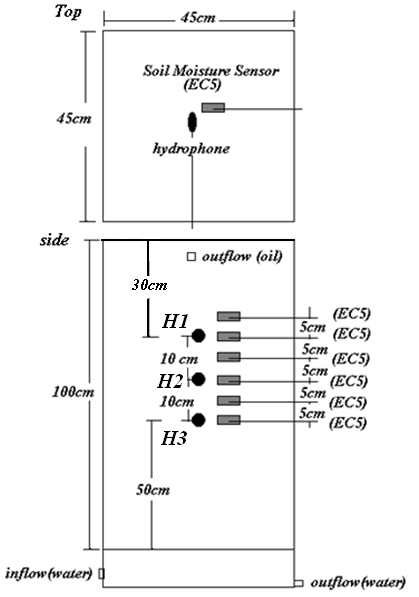 Top
45cm
Soil Moisture Sensor
(EC5)
45cm
hydrophone
side
outflow (oil)
30cm
H1
(EC5)
5cm
(EC5)
10 cm
5cm
(EC5)
100cm
H2
5cm
(EC5)
10cm
5cm
(EC5)
H3
5cm
(EC5)
50cm
inflow(water)
outflow(water)